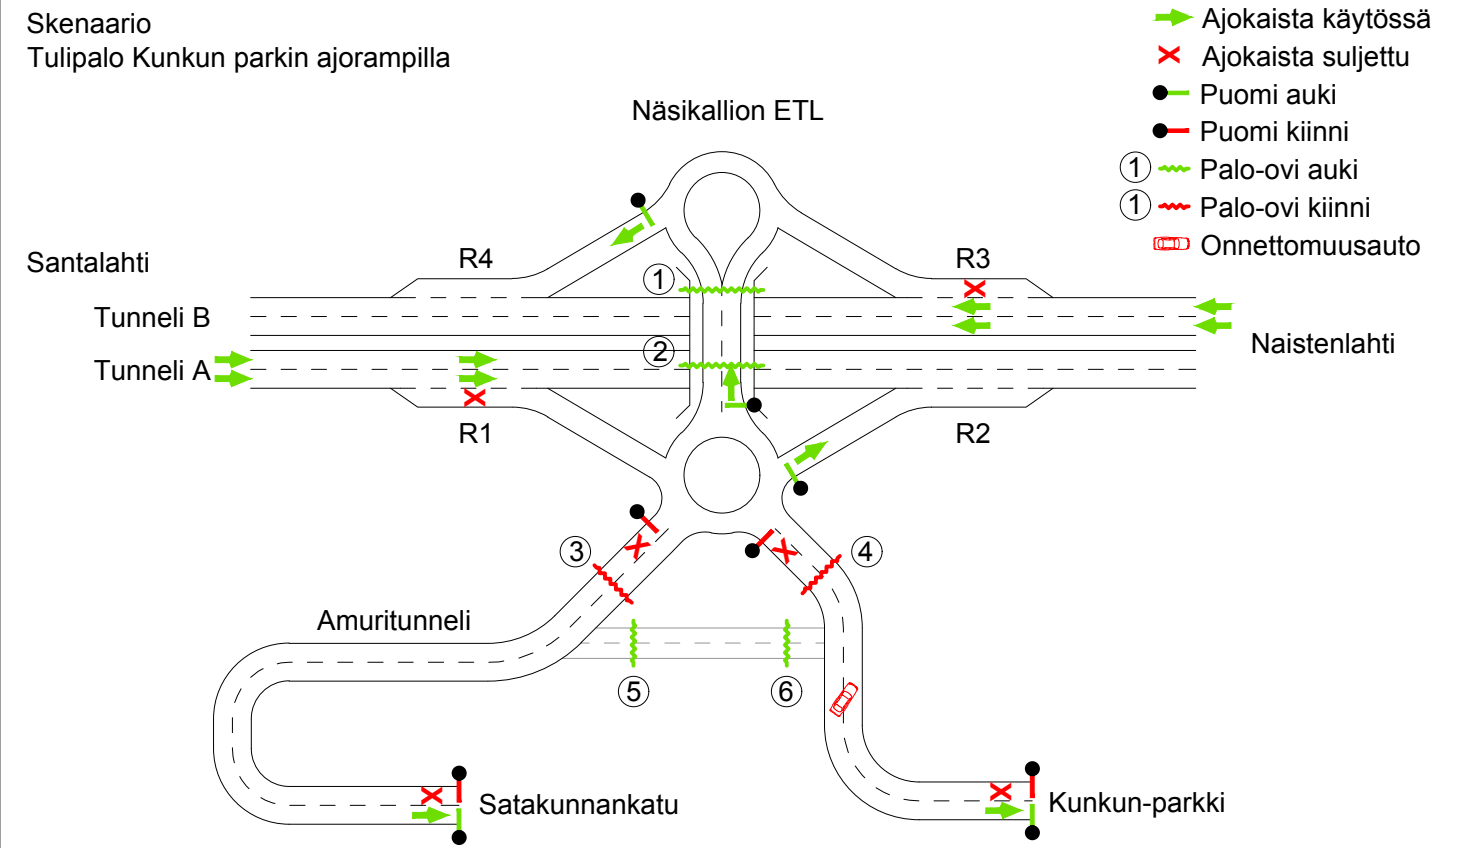 Skenaario
Tulipalo Kunkun parkin ajorampilla
Ajokaista käytössä
Ajokaista suljettu
Puomi auki
Puomi kiinni
1 Palo-ovi auki
1 Palo-ovi kiinni
Onnettomuusauto
Näsikallion ETL
Santalahti
R4
1
R3
Tunneli B
2
Naistenlahti
Tunneli A
R1
R2
3
4
Amuritunneli
5
6
Satakunnankatu
Kunkun-parkki